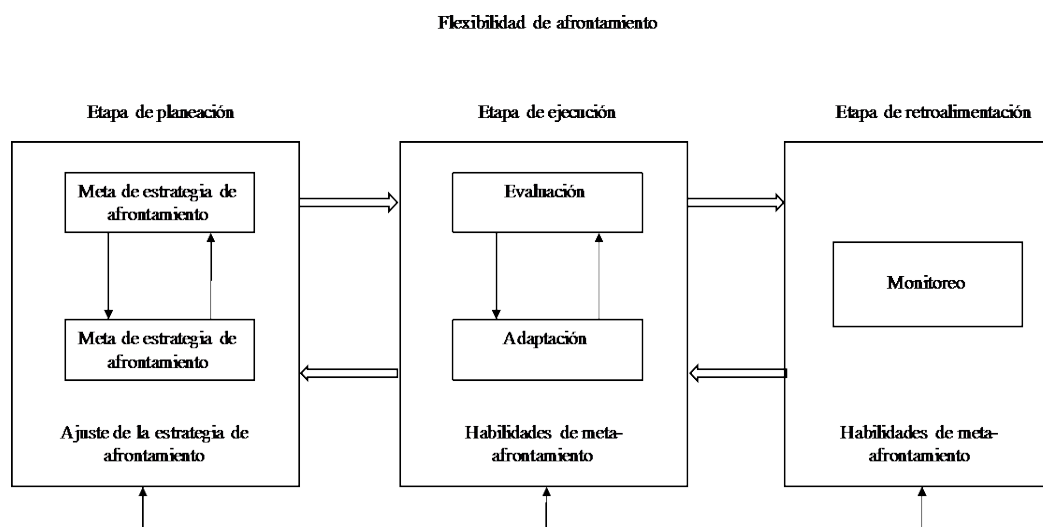 Flexibilidad de afrontamiento
Etapa de planeación
Meta de estrategia de
afrontamiento
Meta de estrategia de
afrontamiento
Ajuste de la estrategia de
afrontamiento
Etapa de ejecución
Evaluación
Adaptación
Habilidades de meta-
afrontamiento
Etapa de retroalimentación
Monitoreo
Habilidades de meta-
afrontamiento